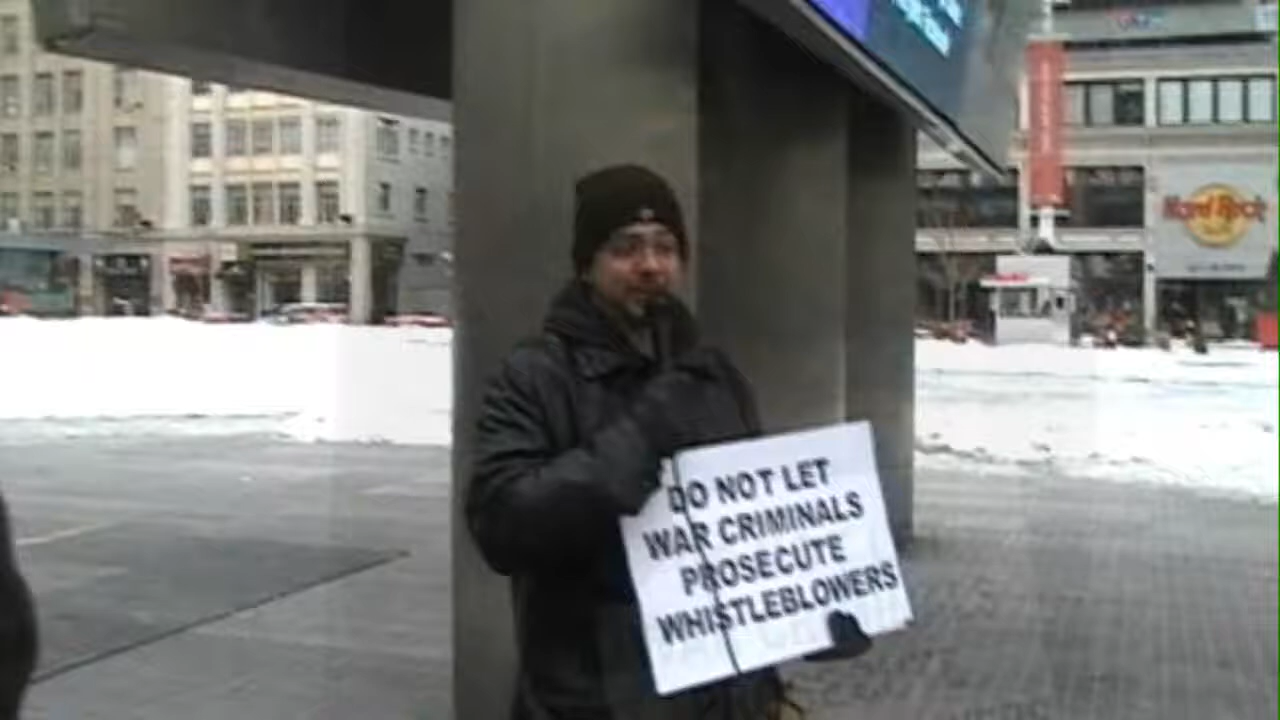 DO NOT LET
WAR CRIMINALS
PROSECUTE
WHISTLEBLOWERS
Hard Rock